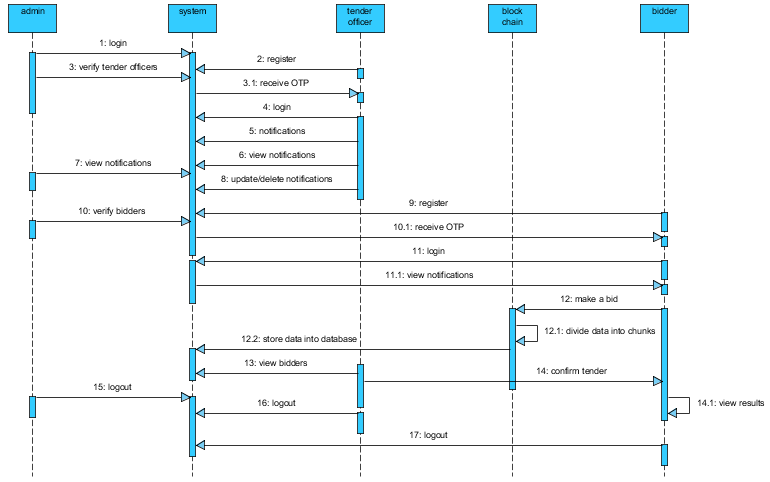 admin
system
tender
officer
block
chain
bidder
1: login
2: register
3: verify tender officers
3.1: receive OTP
4: login
5: notifications
6: view notifications
7: view notifications
8: update/delete notifications
9: register
10: verify bidders
10.1: receive OTP
11: login
11.1: view notifications
12: make a bid
12.1: divide data into chunks
12.2: store data into database
13: view bidders
14: confirm tender
15: logout
14.1: view results
16: logout
17: logout